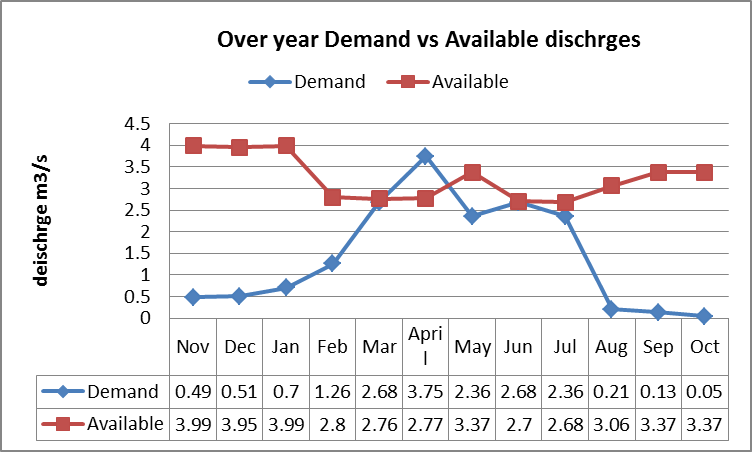 Over year Demand vs Available dischrges
Demand Available
deischrge m3/s
4.5
4
3.5
3
2.5
2
1.5
1
0.5
0
Nov Dec Jan Feb Mar Apri May Jun Jul Aug Sep Oct
l
Demand 0.49 0.51 0.7 1.26 2.68 3.75 2.36 2.68 2.36 0.21 0.13 0.05
Available 3.99 3.95 3.99 2.8 2.76 2.77 3.37 2.7 2.68 3.06 3.37 3.37